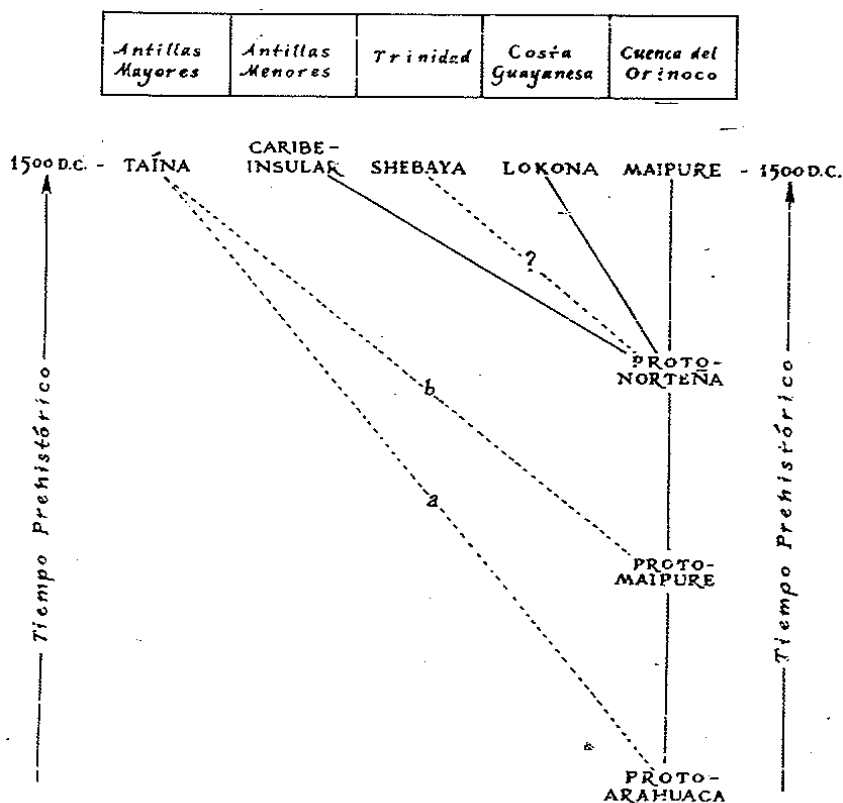 Antillas Mayores
Antillas Menores
Trinidad
Costa Guayanesa
Cuenca del Orinoco
1500 D.C. - TAÍNA
CARIBE-
INSULAR
SHEBAYA
LOKONA
MAIPURE - 1500 D.C.
?
PROTO-
NORTEÑA
b
a
PROTO-
MAIPURE
PROTO-
ARAHUACA
Tiempo Prehistórico
Tiempo Prehistórico